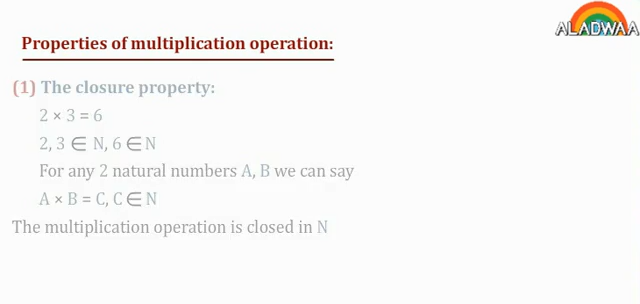 ALADWAA
Properties of multiplication operation:
(1) The closure property:
2 × 3 = 6
2, 3 ∈ N, 6 ∈ N
For any 2 natural numbers A, B we can say
A × B = C, C ∈ N
The multiplication operation is closed in N